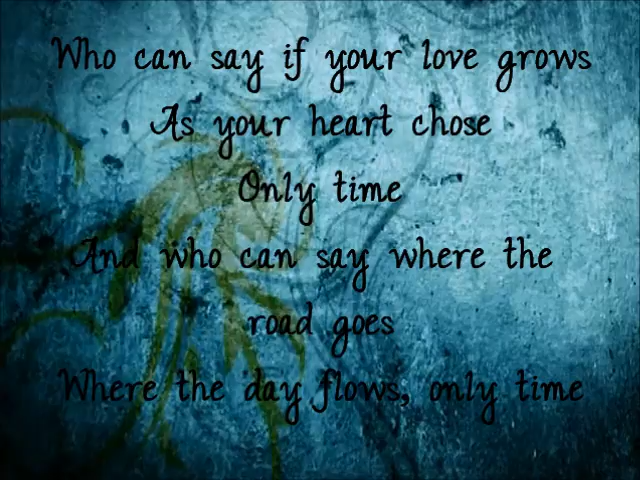 Who can say if your love grows
As your heart chose
Only time
And who can say where the
road goes
Where the day flows, only time